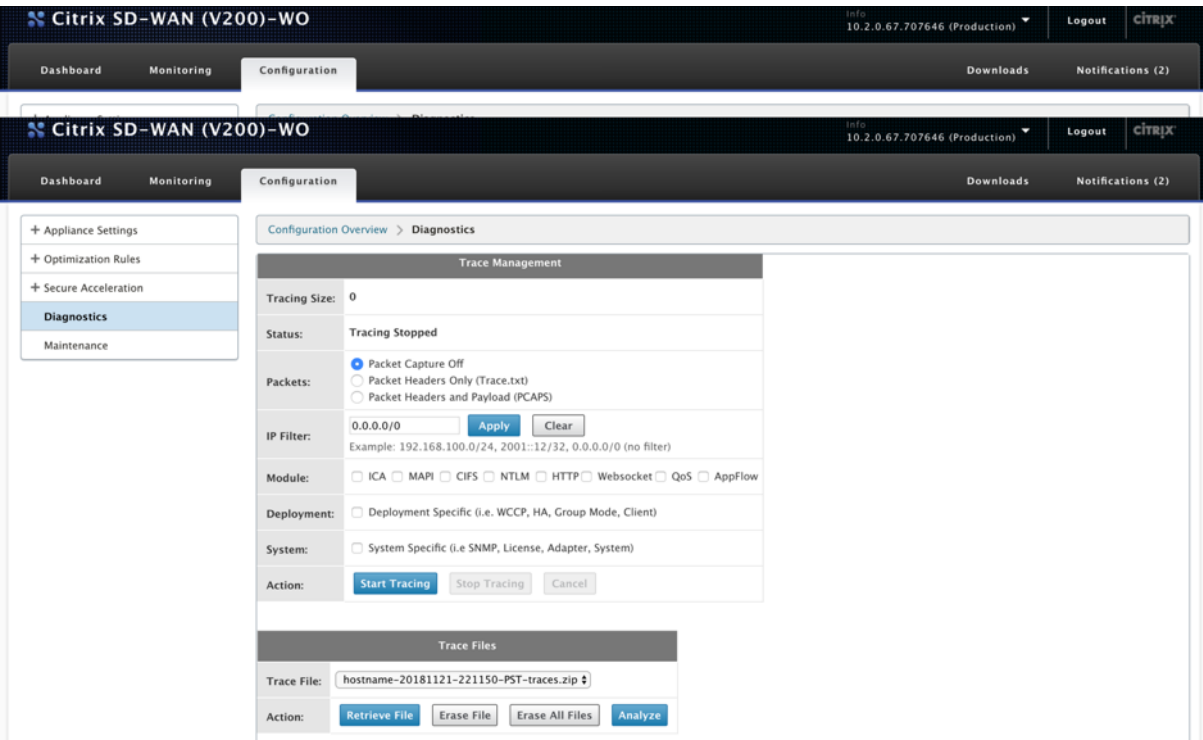 Citrix SD-WAN (V200)-WO
Info
10.2.0.67.707646 (Production)
Logout
CİTRIX
Dashboard Monitoring Configuration Downloads Notifications (2)
Citrix SD-WAN (V200)-WO
Info
10.2.0.67.707646 (Production)
Logout
CİTRIX
Dashboard Monitoring Configuration Downloads Notifications (2)
+ Appliance Settings
+ Optimization Rules
+ Secure Acceleration
Diagnostics
Maintenance
Configuration Overview > Diagnostics
Trace Management
Tracing Size: 0
Status: Tracing Stopped
Packets:
Packet Capture Off
Packet Headers Only (Trace.txt)
Packet Headers and Payload (PCAPS)
IP Filter: 0.0.0.0/0 Apply Clear
Example: 192.168.100.0/24, 2001::12/32, 0.0.0.0/0 (no filter)
Module: ICA MAPI CIFS NTLM HTTP Websocket QoS AppFlow
Deployment: Deployment Specific (i.e. WCCP, HA, Group Mode, Client)
System: System Specific (i.e SNMP, License, Adapter, System)
Action: Start Tracing Stop Tracing Cancel
Trace Files
Trace File: hostname-20181121-221150-PST-traces.zip
Action: Retrieve File Erase File Erase All Files Analyze